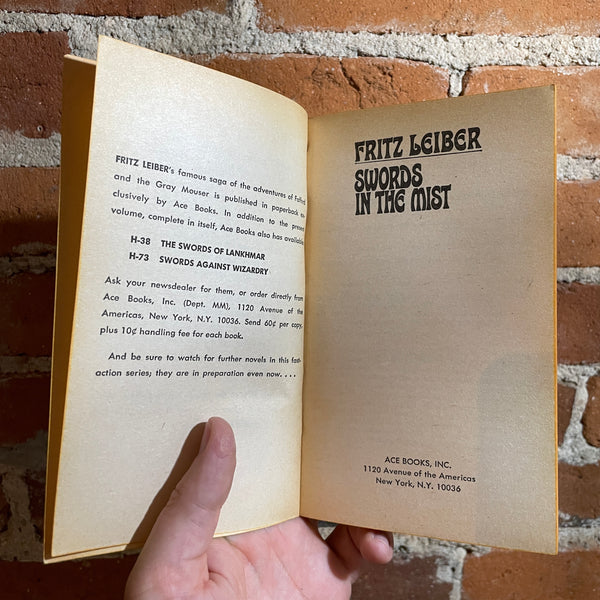 FRITZ LEIBER's famous saga of the adventures of Fafhrd
and the Gray Mouser is published in paperback ex-
clusively by Ace Books. In addition to the present
volume, complete in itself, Ace Books also has available:
H-38 THE SWORDS OF LANKHMAR
H-73 SWORDS AGAINST WIZARDRY
Ask your newsdealer for them, or order directly from
Ace Books, Inc. (Dept. MM), 1120 Avenue of the
Americas, New York, N.Y. 10036. Send 60¢ per copy,
plus 10¢ handling fee for each book.
And be sure to watch for further novels in this fast-
action series; they are in preparation even now. . . .
FRITZ LEIBER
SWORDS
IN THE MIST
ACE BOOKS, INC.
1120 Avenue of the Americas
New York, N.Y. 10036